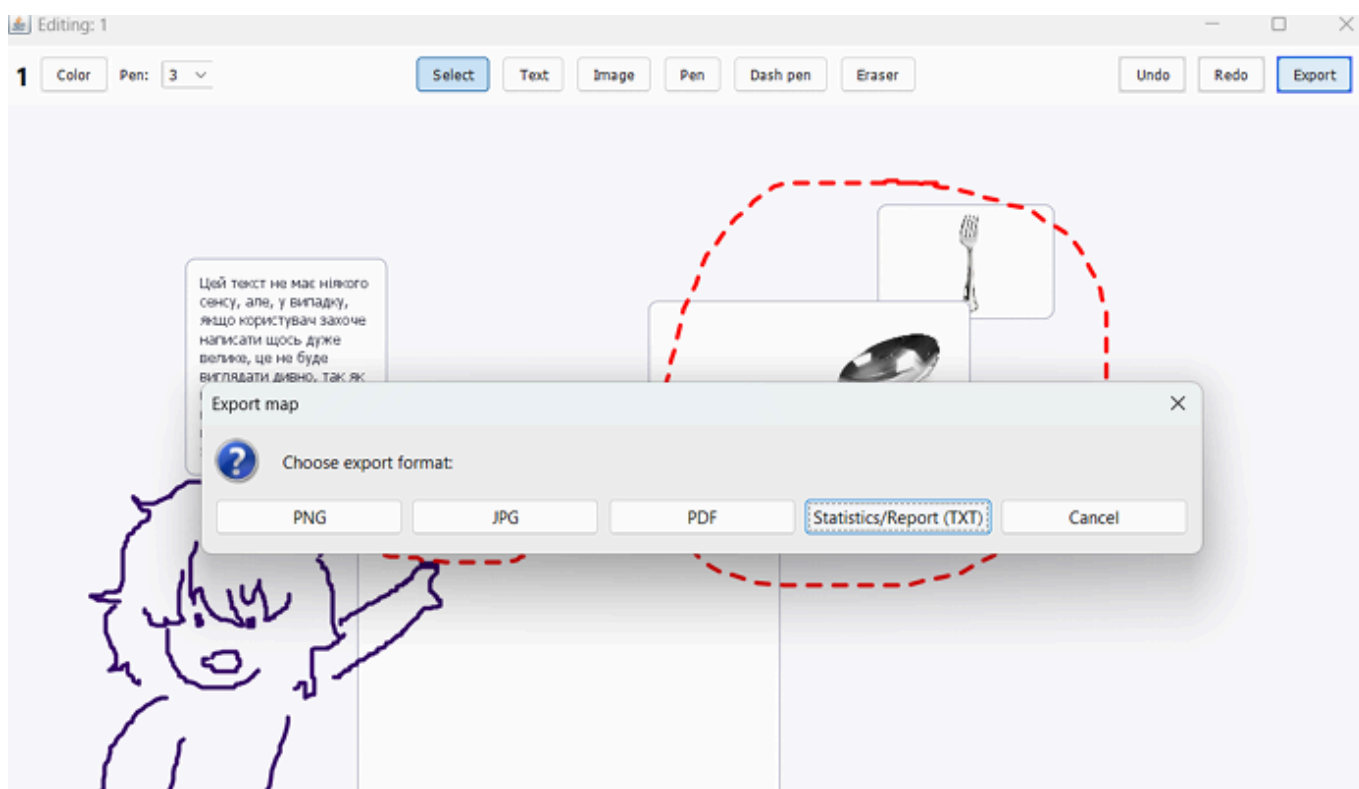 Editing: 1
1 Color Pen: 3 Select Text Image Pen Dash pen Eraser Undo Redo Export
Цей текст не має ніякого
сенсу, але, у випадку,
якщо користувач захоче
написати щось дуже
велике, це не буде
виглядати дивно, так як
Export map
Choose export format:
PNG JPG PDF Statistics/Report (TXT) Cancel